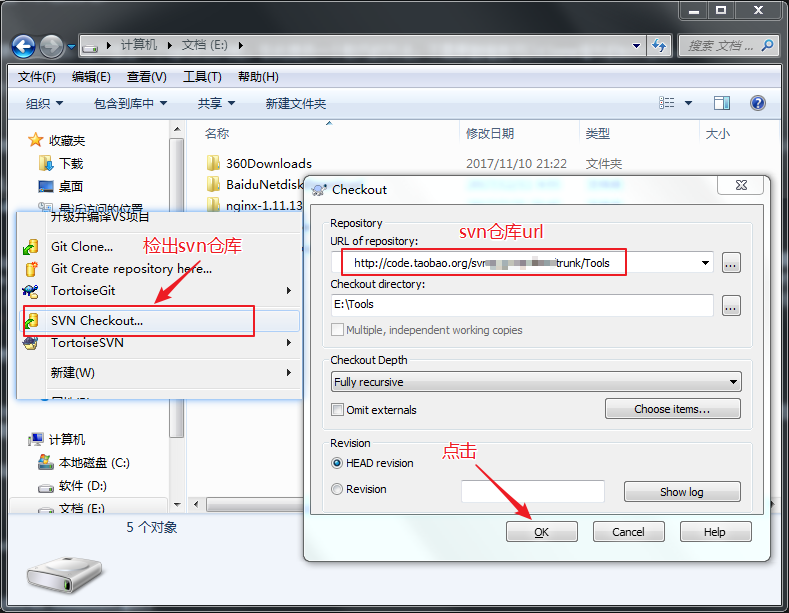 计算机 文档 (E:)
搜索 文档 ...
文件(F) 编辑(E) 查看(V) 工具(T) 帮助(H)
组织 包含到库中 共享 新建文件夹
名称 修改日期 类型 大小
收藏夹
下载
桌面
最近访问的位置
360Downloads 2017/11/10 21:22 文件夹
BaiduNetdisk
nginx-1.11.13
升级并编译VS项目
Git Clone...
Git Create repository here...
TortoiseGit
SVN Checkout...
TortoiseSVN
新建(W)
检出svn仓库
计算机
本地磁盘 (C:)
软件 (D:)
文档 (E:)
5 个对象
Checkout
Repository
svn仓库url
URL of repository:
http://code.taobao.org/svn trunk/Tools
...
Checkout directory:
E:\Tools
...
Multiple, independent working copies
Checkout Depth
Fully recursive
Omit externals
Choose items...
Revision
点击
HEAD revision
Revision
Show log
OK Cancel Help